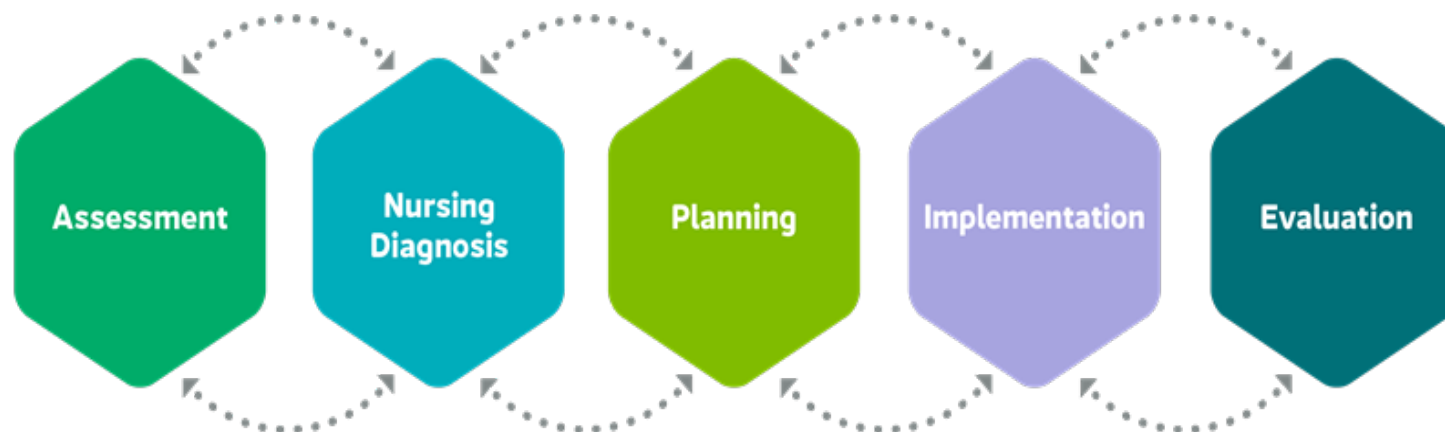 Assessment
Nursing
Diagnosis
Planning
Implementation
Evaluation